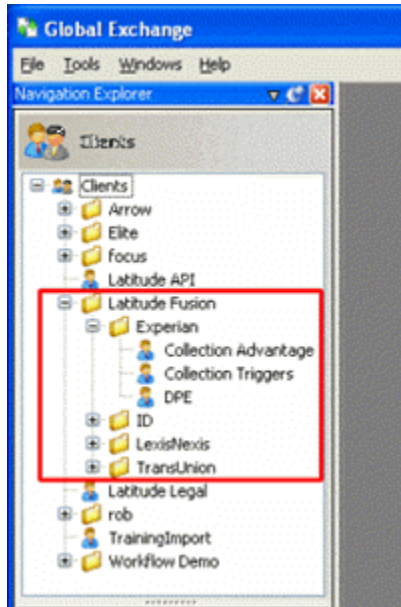 Global Exchange
File Tools Windows Help
Navigation Explorer
Clients
Clients
Arrow
Elite
focus
Latitude API
Latitude Fusion
Experian
Collection Advantage
Collection Triggers
DPE
ID
LexisNexis
TransUnion
Latitude Legal
rob
TrainingImport
Workflow Demo